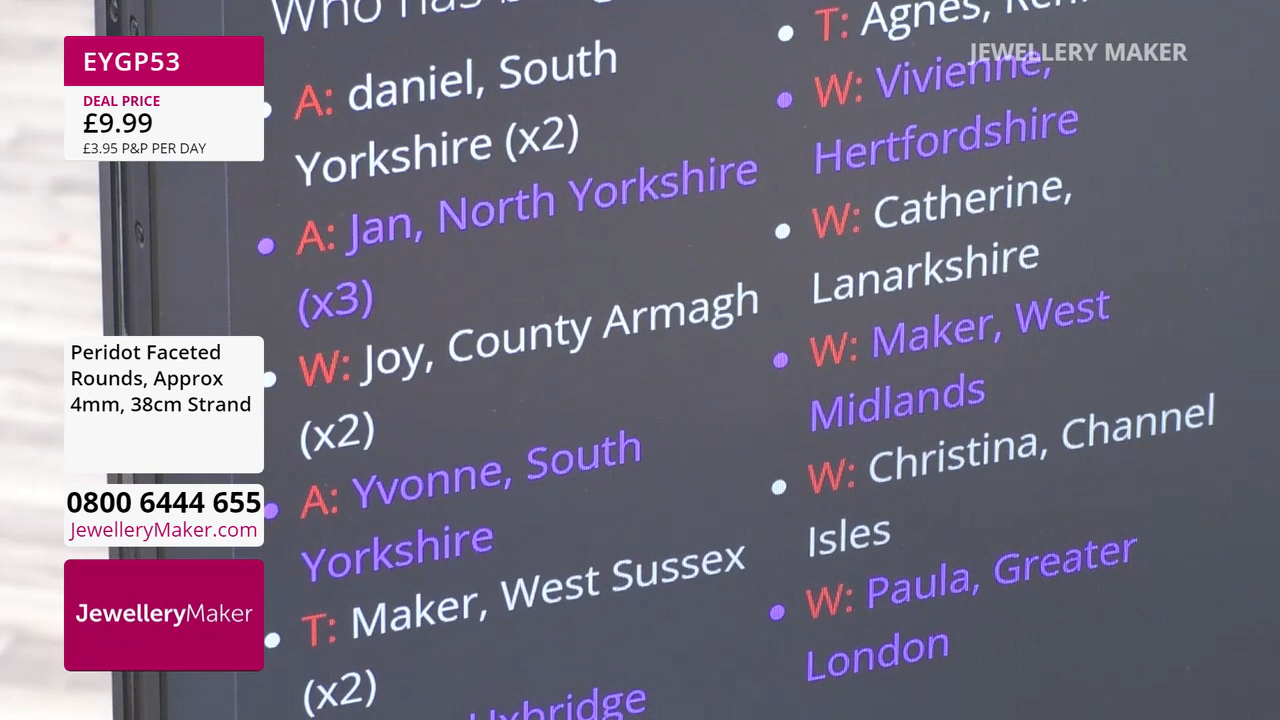 EYGP53
DEAL PRICE
£9.99
£3.95 P&P PER DAY
Peridot Faceted
Rounds, Approx
4mm, 38cm Strand
0800 6444 655
JewelleryMaker.com
JewelleryMaker
JEWELLERY MAKER
Who has
A: daniel, South
Yorkshire (x2)
A: Jan, North Yorkshire
(x3)
W: Joy, County Armagh
(x2)
A: Yvonne, South
Yorkshire
T: Maker, West Sussex
(x2)
Uxbridge
T: Agnes,
W: Vivienne,
Hertfordshire
W: Catherine,
Lanarkshire
W: Maker, West
Midlands
W: Christina, Channel
Isles
W: Paula, Greater
London